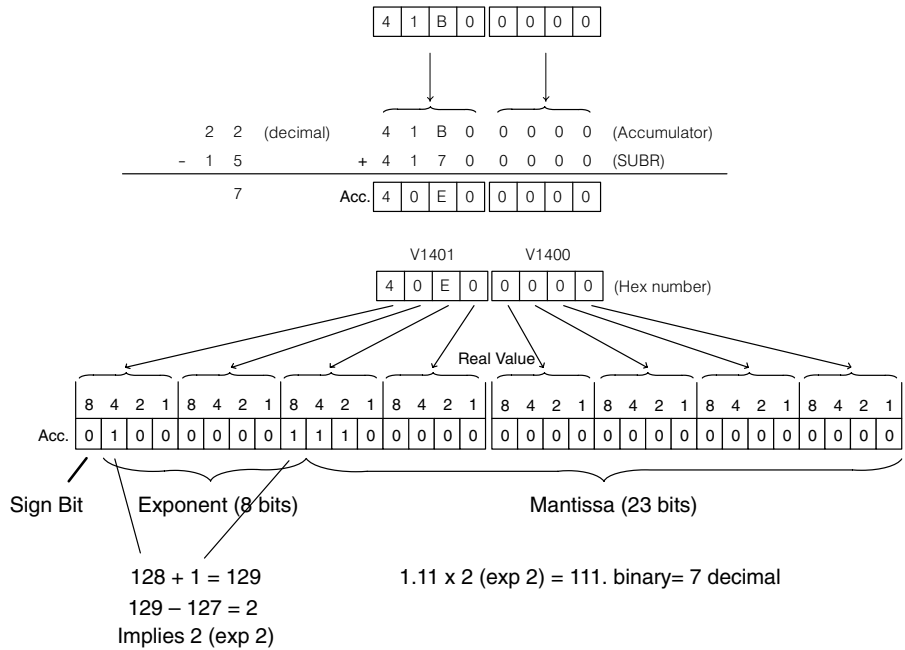 4 1 B 0 0 0 0 0
2 2 (decimal) 4 1 B 0 0 0 0 0 (Accumulator)
- 1 5 + 4 1 7 0 0 0 0 0 (SUBR)
7 Acc. 4 0 E 0 0 0 0 0
V1401 V1400
4 0 E 0 0 0 0 0 (Hex number)
Real Value
8 4 2 1 8 4 2 1 8 4 2 1 8 4 2 1 8 4 2 1 8 4 2 1 8 4 2 1 8 4 2 1
Acc. 0 1 0 0 0 0 0 0 1 1 1 0 0 0 0 0 0 0 0 0 0 0 0 0 0 0 0 0 0 0 0 0
Sign Bit Exponent (8 bits) Mantissa (23 bits)
128 + 1 = 129 1.11 x 2 (exp 2) = 111. binary= 7 decimal
129 – 127 = 2
Implies 2 (exp 2)